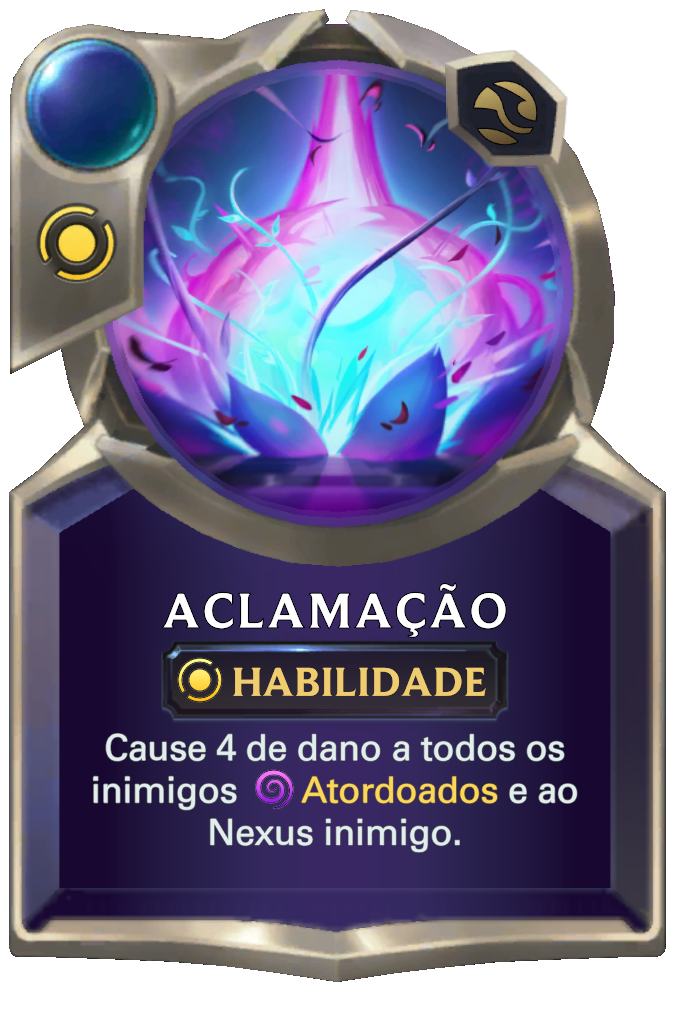 ACLAMAÇÃO
HABILIDADE
Cause 4 de dano a todos os
inimigos Atordoados e ao
Nexus inimigo.